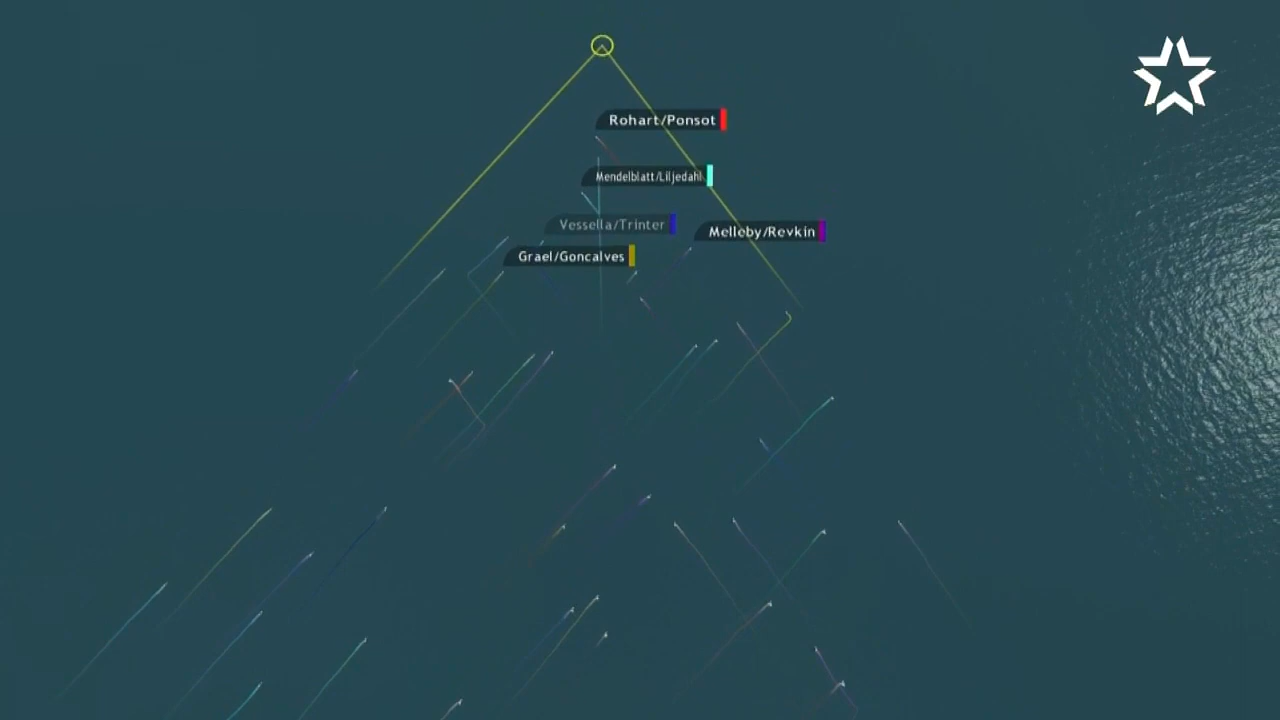 Rohart/Ponsot
Mendelblatt/Liljedahl
Vessella/Trinter
Melleby/Revkin
Grael/Goncalves